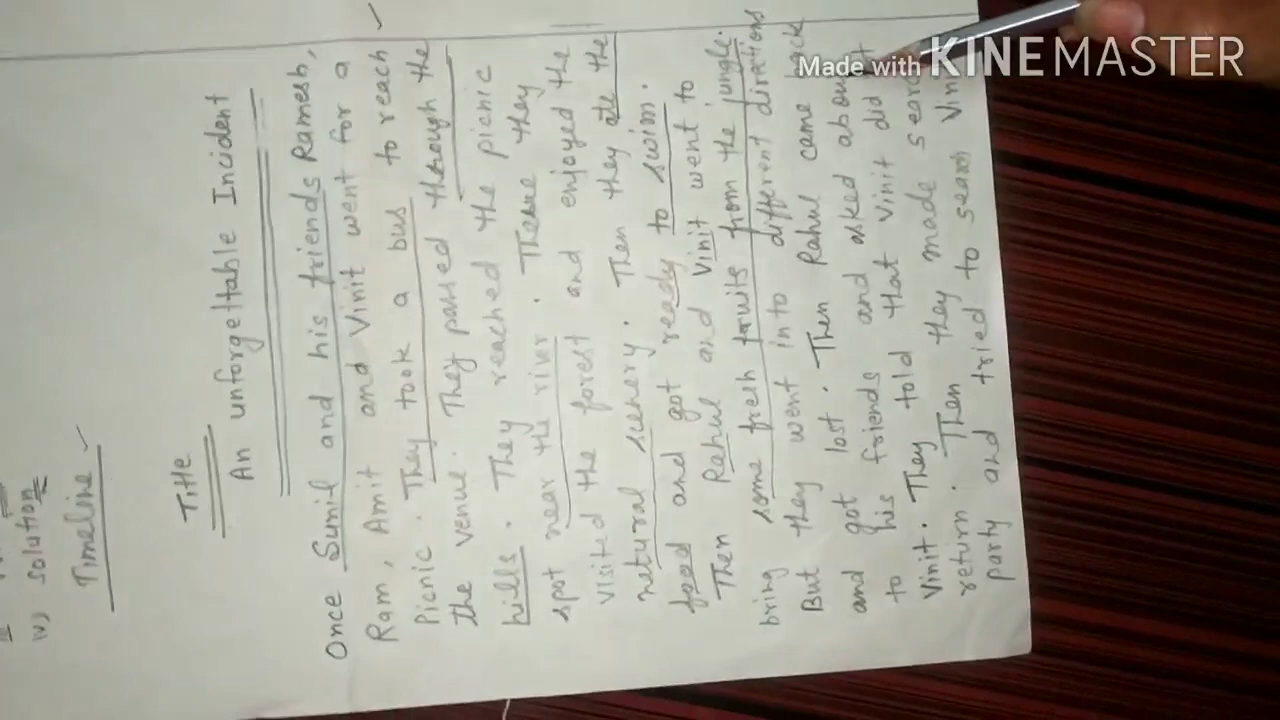 iv) solution
Timeline ✓
Title
An unforgettable Incident
Once Sunil and his friends Ramesh,
Ram, Amit and Vinit went for a
Picnic. They took a bus to reach
the venue. They passed through the
hills. They reached the picnic
spot near the river. There they
visited the forest and enjoyed the
natural scenery. Then they ate the
food and got ready to swim.
Then Rahul and Vinit went to
bring some fresh fruits from the jungle.
But they went into different directions
and got lost. Then Rahul came back
to his friends and asked about
Vinit. They told that Vinit did
return. Then they made
party and tried to search
Made with KINEMASTER